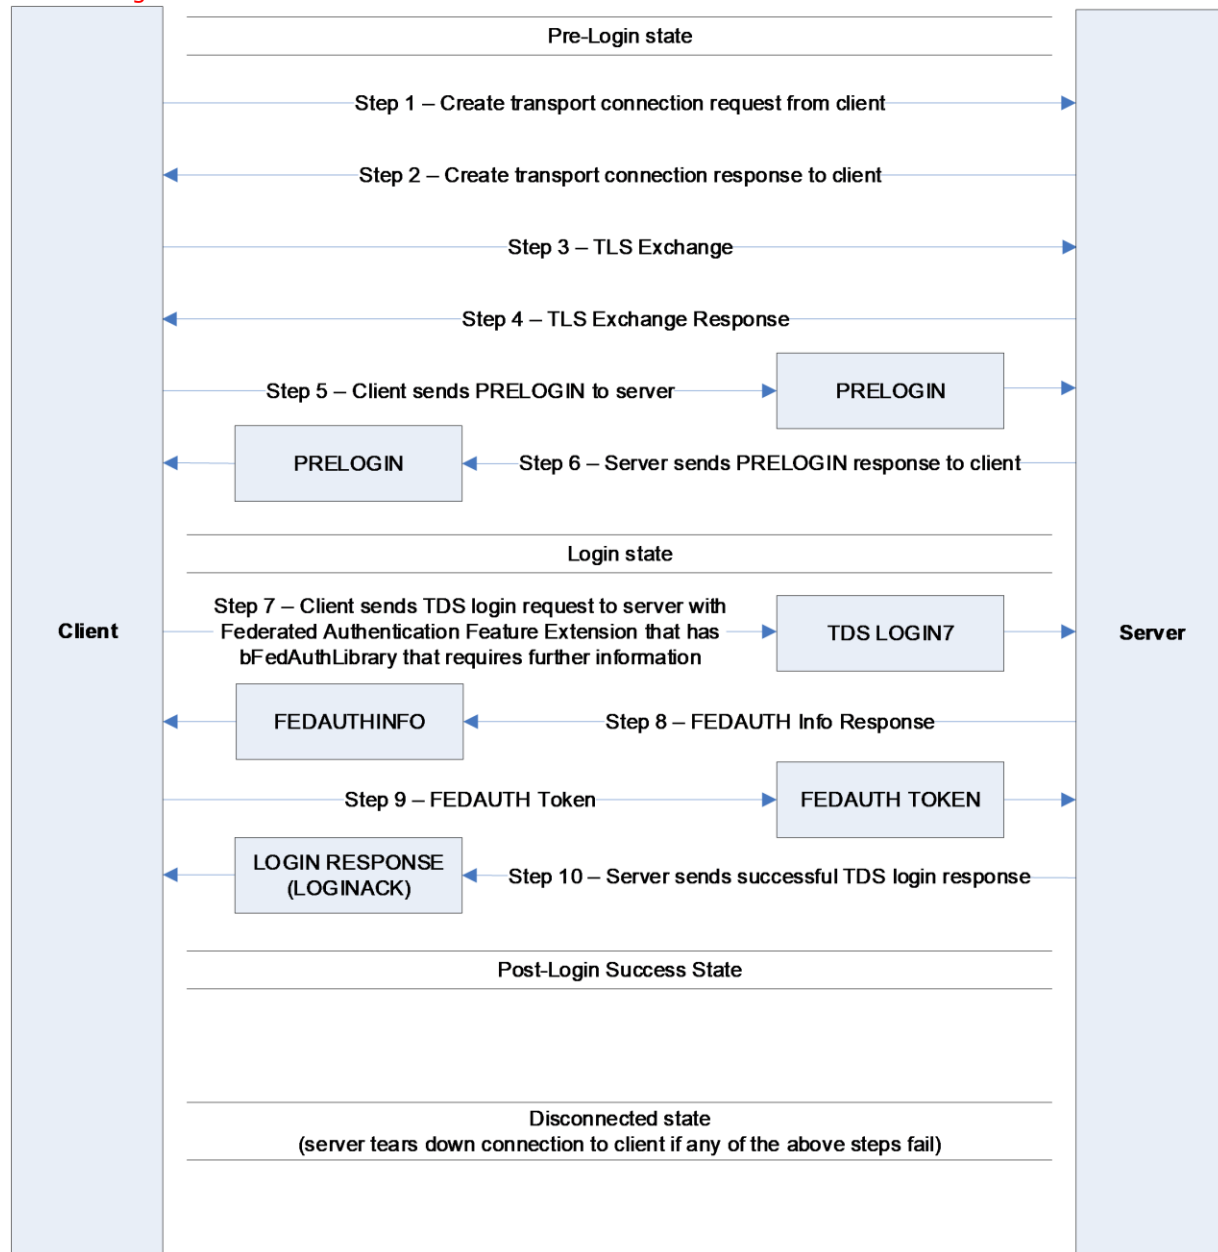 Pre-Login state
Step 1 – Create transport connection request from client
Step 2 – Create transport connection response to client
Step 3 – TLS Exchange
Step 4 – TLS Exchange Response
Step 5 – Client sends PRELOGIN to server
PRELOGIN
PRELOGIN
Step 6 – Server sends PRELOGIN response to client
Login state
Client
Step 7 – Client sends TDS login request to server with
Federated Authentication Feature Extension that has
bFedAuthLibrary that requires further information
TDS LOGIN7
Server
FEDAUTHINFO
Step 8 – FEDAUTH Info Response
Step 9 – FEDAUTH Token
FEDAUTH TOKEN
LOGIN RESPONSE
(LOGINACK)
Step 10 – Server sends successful TDS login response
Post-Login Success State
Disconnected state
(server tears down connection to client if any of the above steps fail)